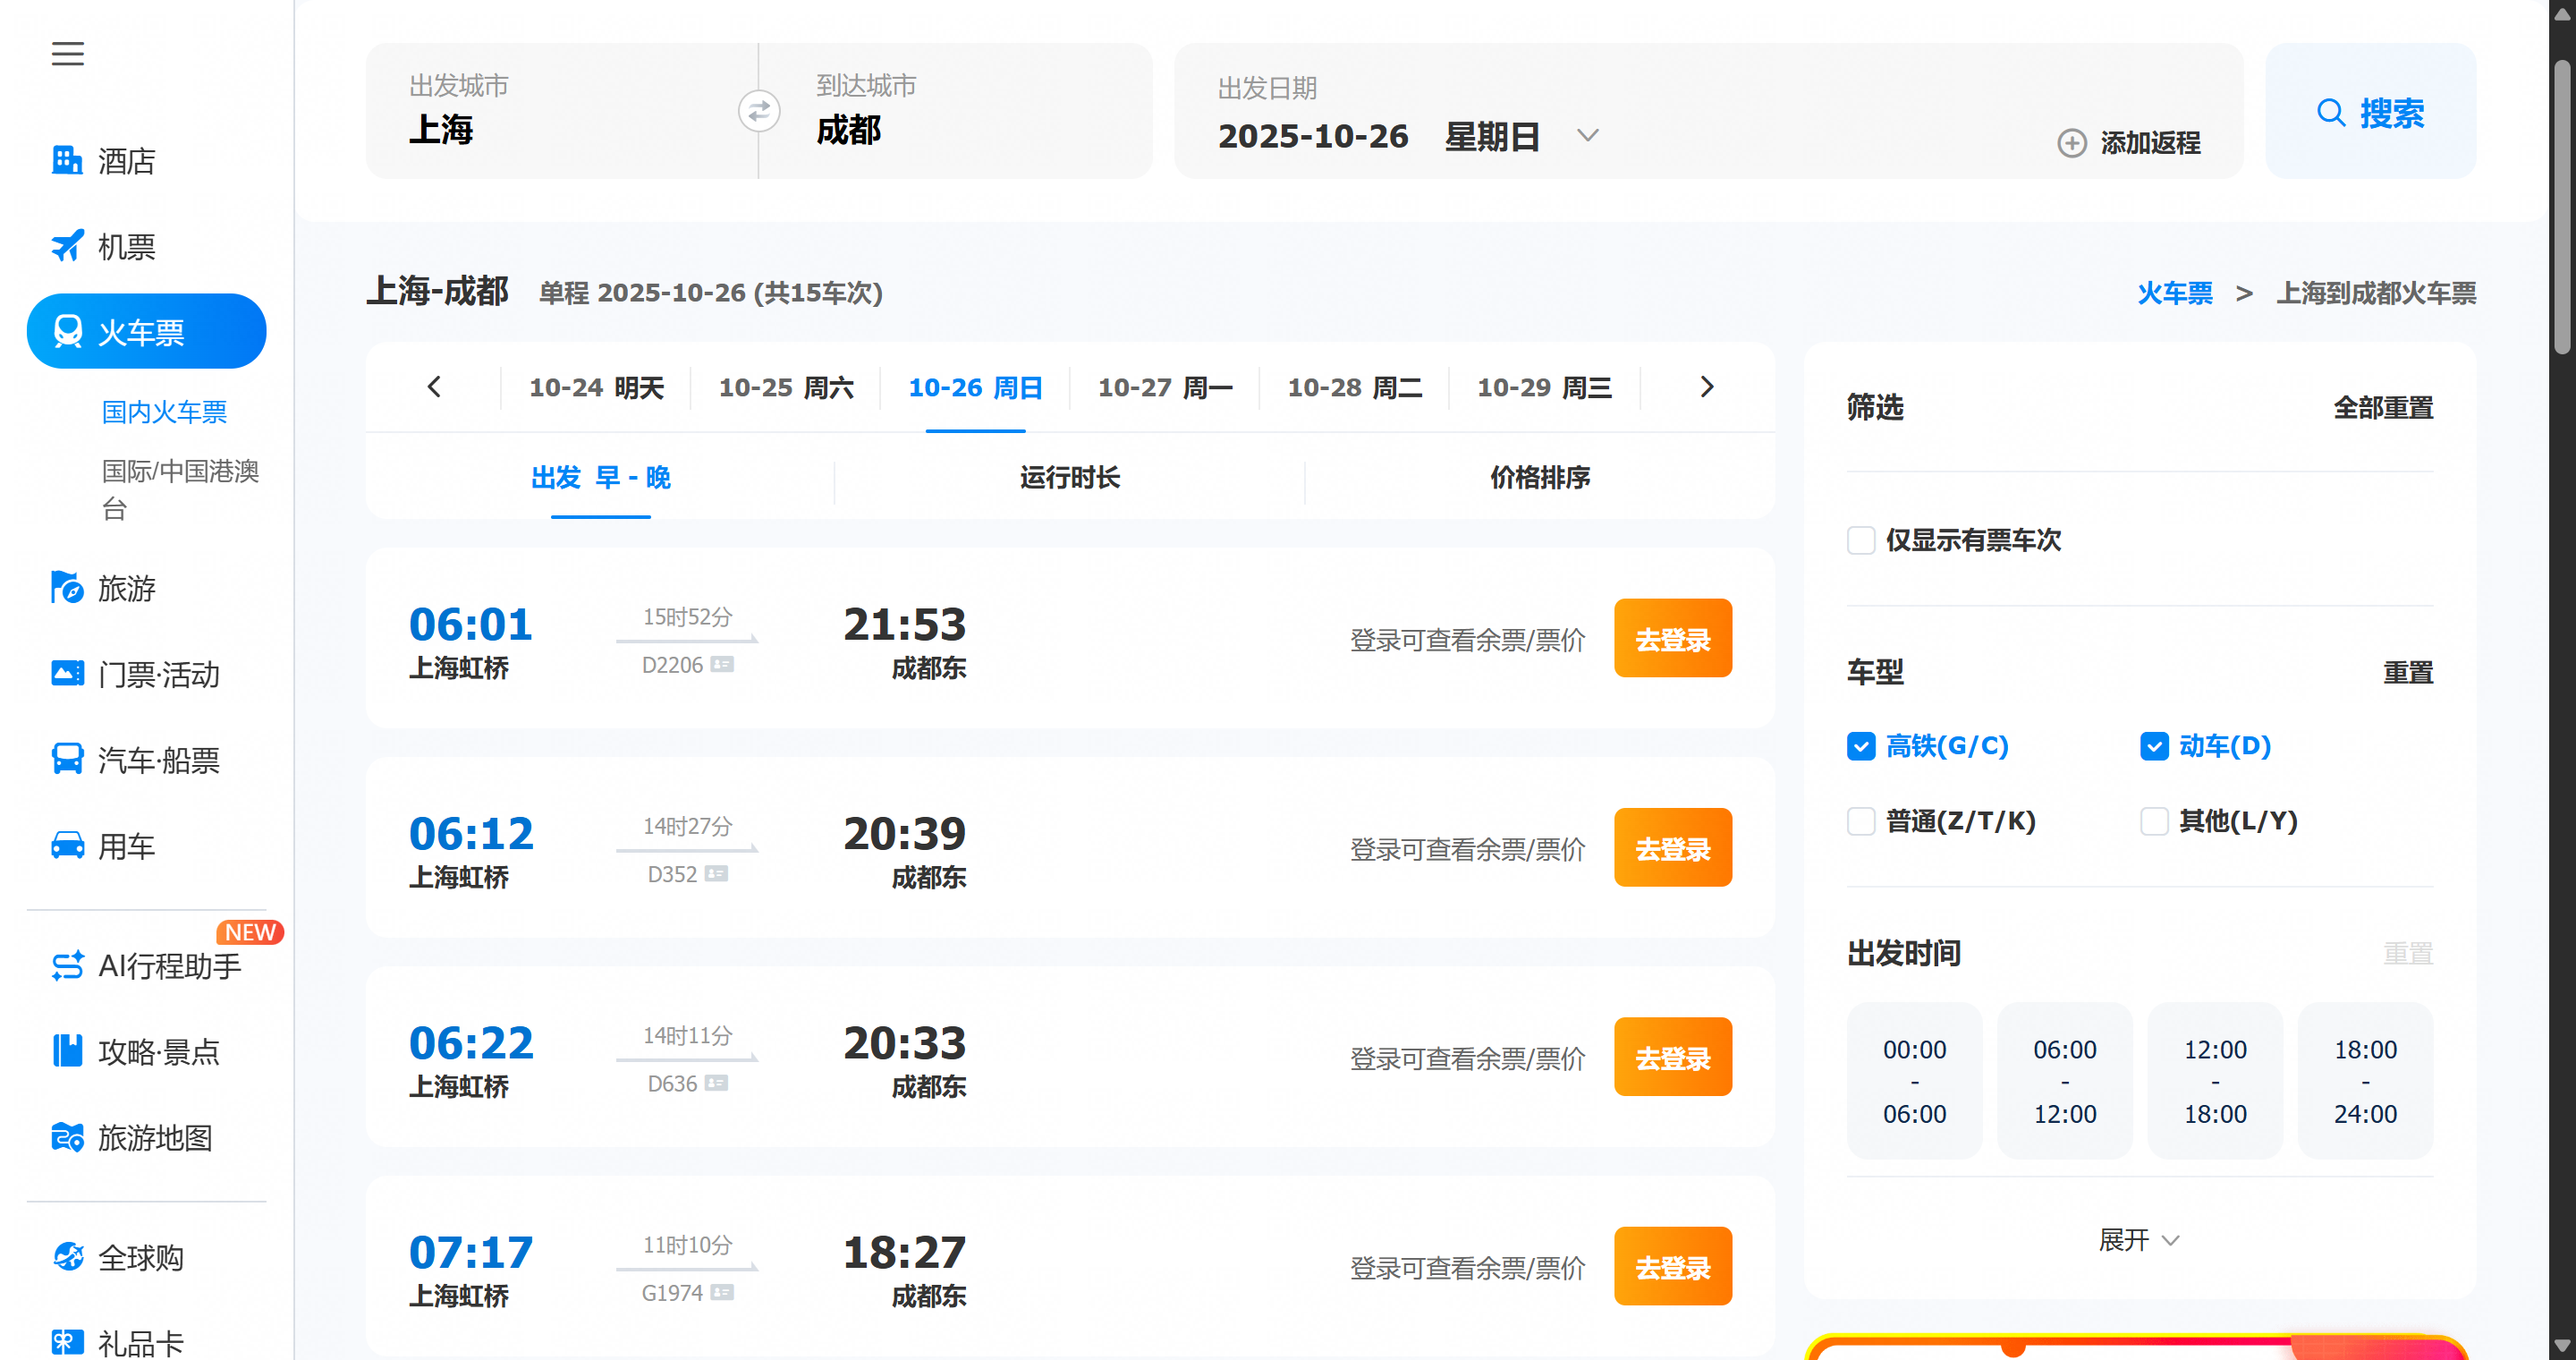 酒店
机票
火车票
国内火车票
国际/中国港澳
台
旅游
门票·活动
汽车·船票
用车
NEW
AI行程助手
攻略·景点
旅游地图
全球购
礼品卡
出发城市
上海
到达城市
成都
出发日期
2025-10-26 星期日
添加返程
搜索
上海-成都 单程 2025-10-26 (共15车次)
火车票 > 上海到成都火车票
10-24 明天
10-25 周六
10-26 周日
10-27 周一
10-28 周二
10-29 周三
出发 早 - 晚
运行时长
价格排序
06:01
上海虹桥
15时52分
D2206
21:53
成都东
登录可查看余票/票价
去登录
06:12
上海虹桥
14时27分
D352
20:39
成都东
登录可查看余票/票价
去登录
06:22
上海虹桥
14时11分
D636
20:33
成都东
登录可查看余票/票价
去登录
07:17
上海虹桥
11时10分
G1974
18:27
成都东
登录可查看余票/票价
去登录
筛选
全部重置
仅显示有票车次
车型
重置
高铁(G/C)
动车(D)
普通(Z/T/K)
其他(L/Y)
出发时间
重置
00:00
-
06:00
06:00
-
12:00
12:00
-
18:00
18:00
-
24:00
展开